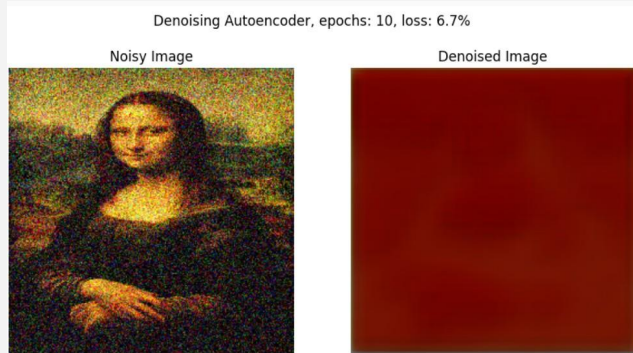 Denoising Autoencoder, epochs: 10, loss: 6.7%
Noisy Image
Denoised Image